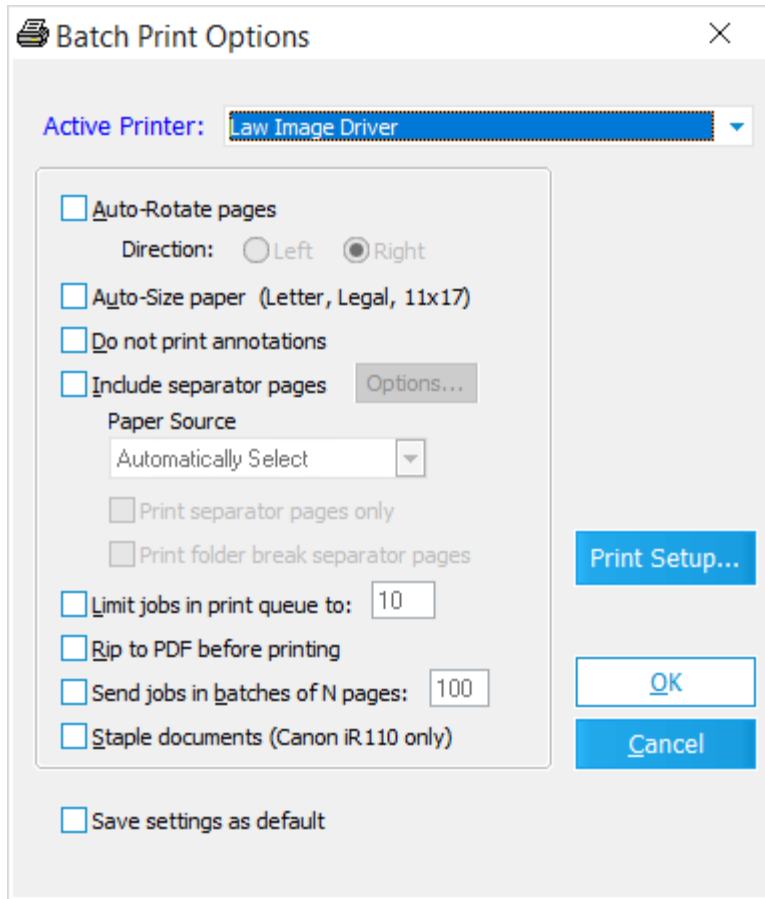 Batch Print Options
Active Printer: Law Image Driver
Auto-Rotate pages
Direction: Left Right
Auto-Size paper (Letter, Legal, 11x17)
Do not print annotations
Include separator pages Options...
Paper Source
Automatically Select
Print separator pages only
Print folder break separator pages
Print Setup...
Limit jobs in print queue to: 10
Rip to PDF before printing
Send jobs in batches of N pages: 100
OK
Staple documents (Canon iR110 only)
Cancel
Save settings as default